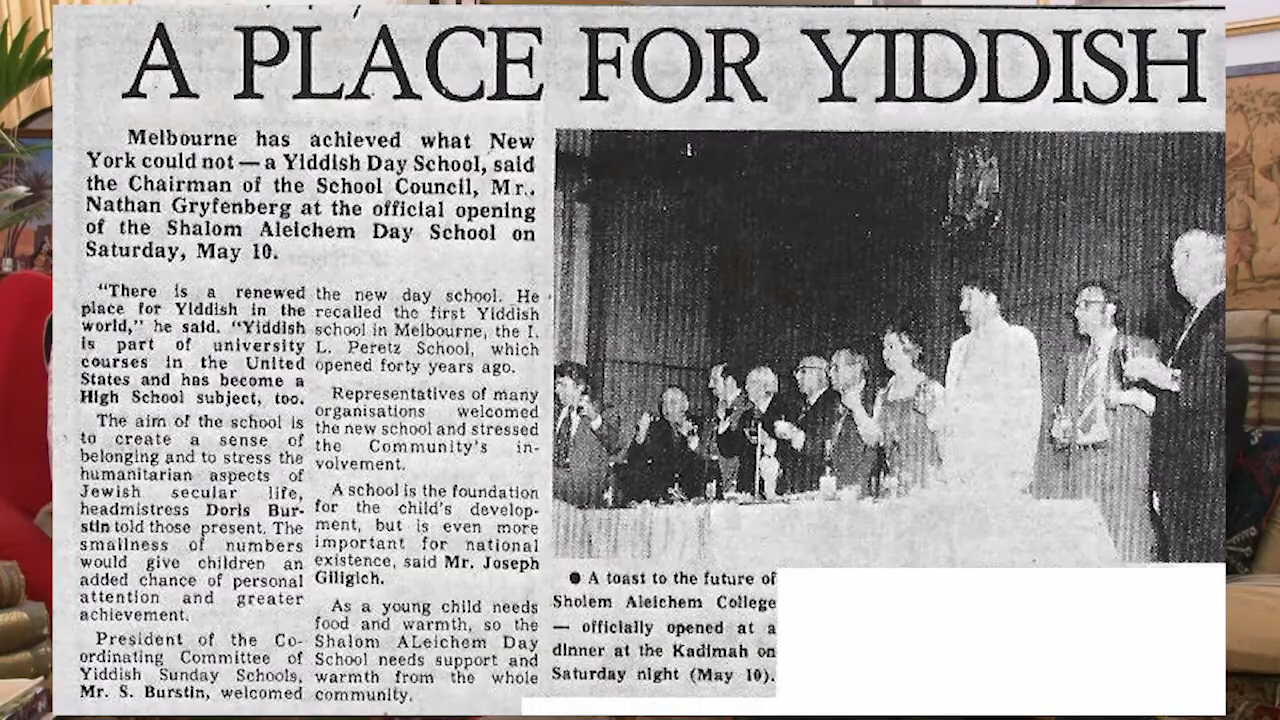 A PLACE FOR YIDDISH
Melbourne has achieved what New
York could not — a Yiddish Day School, said
the Chairman of the School Council, Mr.
Nathan Gryfenberg at the official opening
of the Shalom Aleichem Day School on
Saturday, May 10.
"There is a renewed
place for Yiddish in the
world," he said. "Yiddish
is part of university
courses in the United
States and has become a
High School subject, too.
The aim of the school is
to create a sense of
belonging and to stress the
humanitarian aspects of
Jewish secular life,
headmistress Doris Bur-
stin told those present. The
smallness of numbers
would give children an
added chance of personal
attention and greater
achievement.
President of the Co-
ordinating Committee of
Yiddish Sunday Schools,
Mr. S. Burstin, welcomed
the new day school. He
recalled the first Yiddish
school in Melbourne, the I.
L. Peretz School, which
opened forty years ago.
Representatives of many
organisations welcomed
the new school and stressed
the Community's in-
volvement.
A school is the foundation
for the child's develop-
ment, but is even more
important for national
existence, said Mr. Joseph
Giligich.
As a young child needs
food and warmth, so the
Shalom ALeichem Day
School needs support and
warmth from the whole
community.
● A toast to the future of
Sholem Aleichem College
— officially opened at a
dinner at the Kadimah on
Saturday night (May 10).